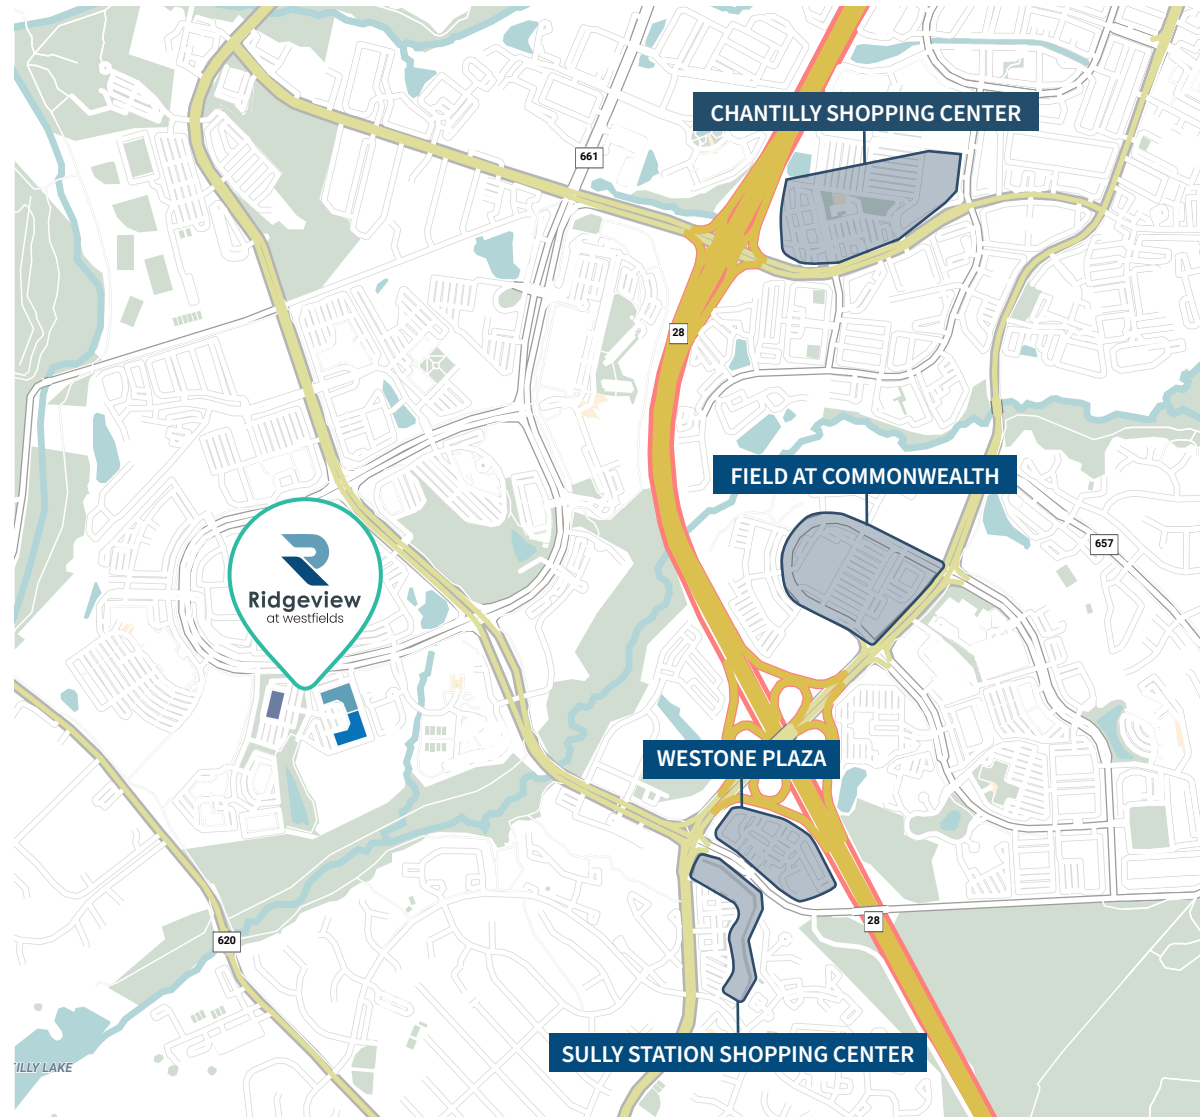 CHANTILLY SHOPPING CENTER
661
28
FIELD AT COMMONWEALTH
657
Ridgeview
at westfields
WESTONE PLAZA
28
620
SULLY STATION SHOPPING CENTER
ILLY LAKE